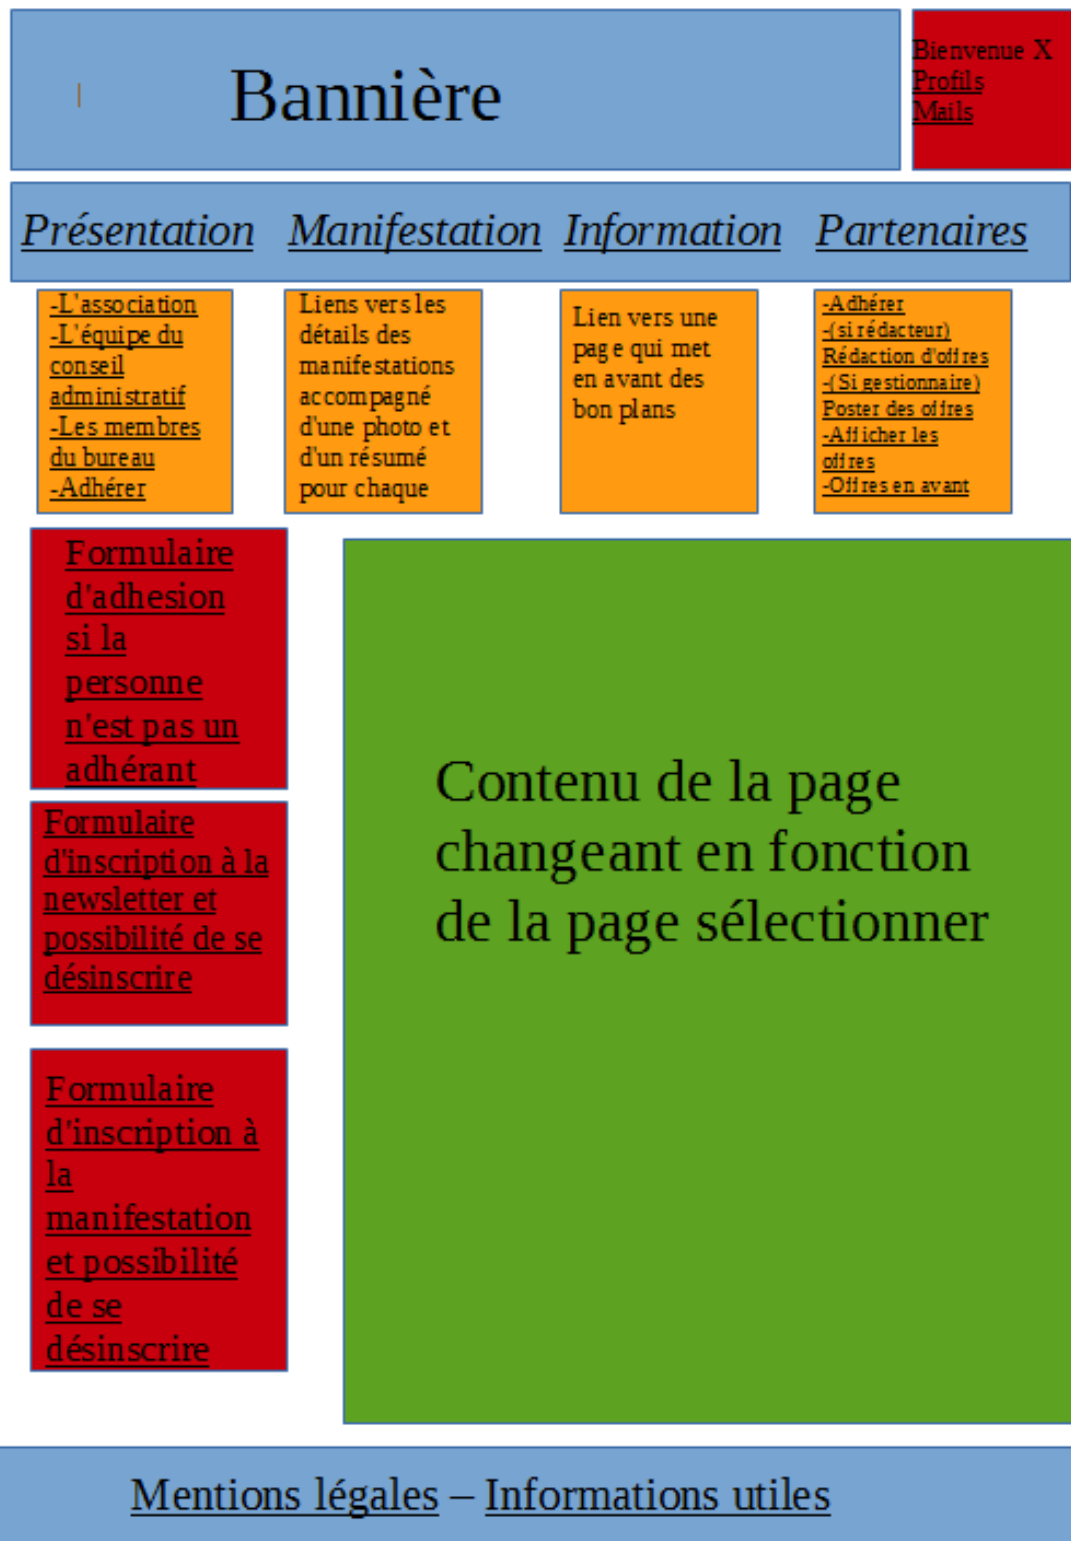 Bannière
Bienvenue X
Profils
Mails
Présentation Manifestation Information Partenaires
-L'association
-L'équipe du
conseil
administratif
-Les membres
du bureau
-Adhérer
Liens vers les
détails des
manifestations
accompagné
d'une photo et
d'un résumé
pour chaque
Lien vers une
page qui met
en avant des
bon plans
-Adhérer
-(si rédacteur)
Rédaction d'offres
-(Si gestionnaire)
Poster des offres
-Afficher les
offres
-Offres en avant
Formulaire
d'adhesion
si la
personne
n'est pas un
adhérant
Formulaire
d'inscription à la
newsletter et
possibilité de se
désinscrire
Formulaire
d'inscription à
la
manifestation
et possibilité
de se
désinscrire
Contenu de la page
changeant en fonction
de la page sélectionner
Mentions légales – Informations utiles